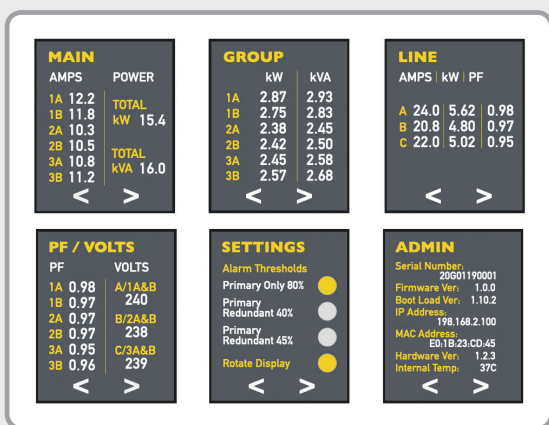 MAIN
AMPS POWER
1A 12.2
1B 11.8
2A 10.3
2B 10.5
3A 10.8
3B 11.2
TOTAL
kW 15.4
TOTAL
kVA 16.0
< >
GROUP
kW kVA
1A 2.87 2.93
1B 2.75 2.83
2A 2.38 2.45
2B 2.42 2.50
3A 2.45 2.58
3B 2.57 2.68
< >
LINE
AMPS | kW | PF
A 24.0 | 5.62 | 0.98
B 20.8 | 4.80 | 0.97
C 22.0 | 5.02 | 0.95
< >
PF / VOLTS
PF VOLTS
1A 0.98
1B 0.97
2A 0.97
2B 0.97
3A 0.95
3B 0.96
A/1A&B
240
B/2A&B
238
C/3A&B
239
< >
SETTINGS
Alarm Thresholds
Primary Only 80%
Primary
Redundant 40%
Primary
Redundant 45%
Rotate Display
< >
ADMIN
Serial Number:
20G01190001
Firmware Ver: 1.0.0
Boot Load Ver: 1.10.2
IP Address:
198.168.2.100
MAC Address:
E0:1B:23:CD:45
Hardware Ver: 1.2.3
Internal Temp: 37C
< >